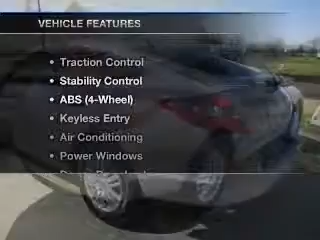 VEHICLE FEATURES
• Traction Control
• Stability Control
• ABS (4-Wheel)
• Keyless Entry
• Air Conditioning
• Power Windows